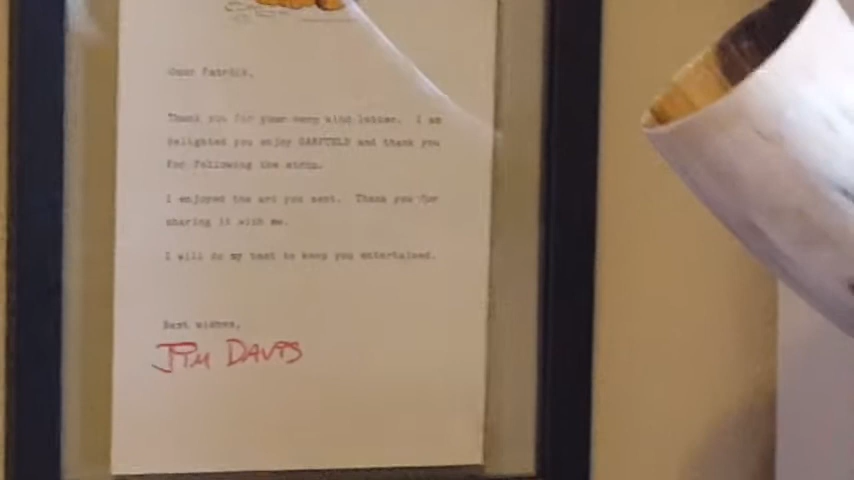 Dear Patrick,
Thank you for your very kind letter. I am
delighted you enjoy GARFIELD and thank you
for following the strip.
I enjoyed the art you sent. Thank you for
sharing it with me.
I will do my best to keep you entertained.
Best wishes,
JIM DAVIS